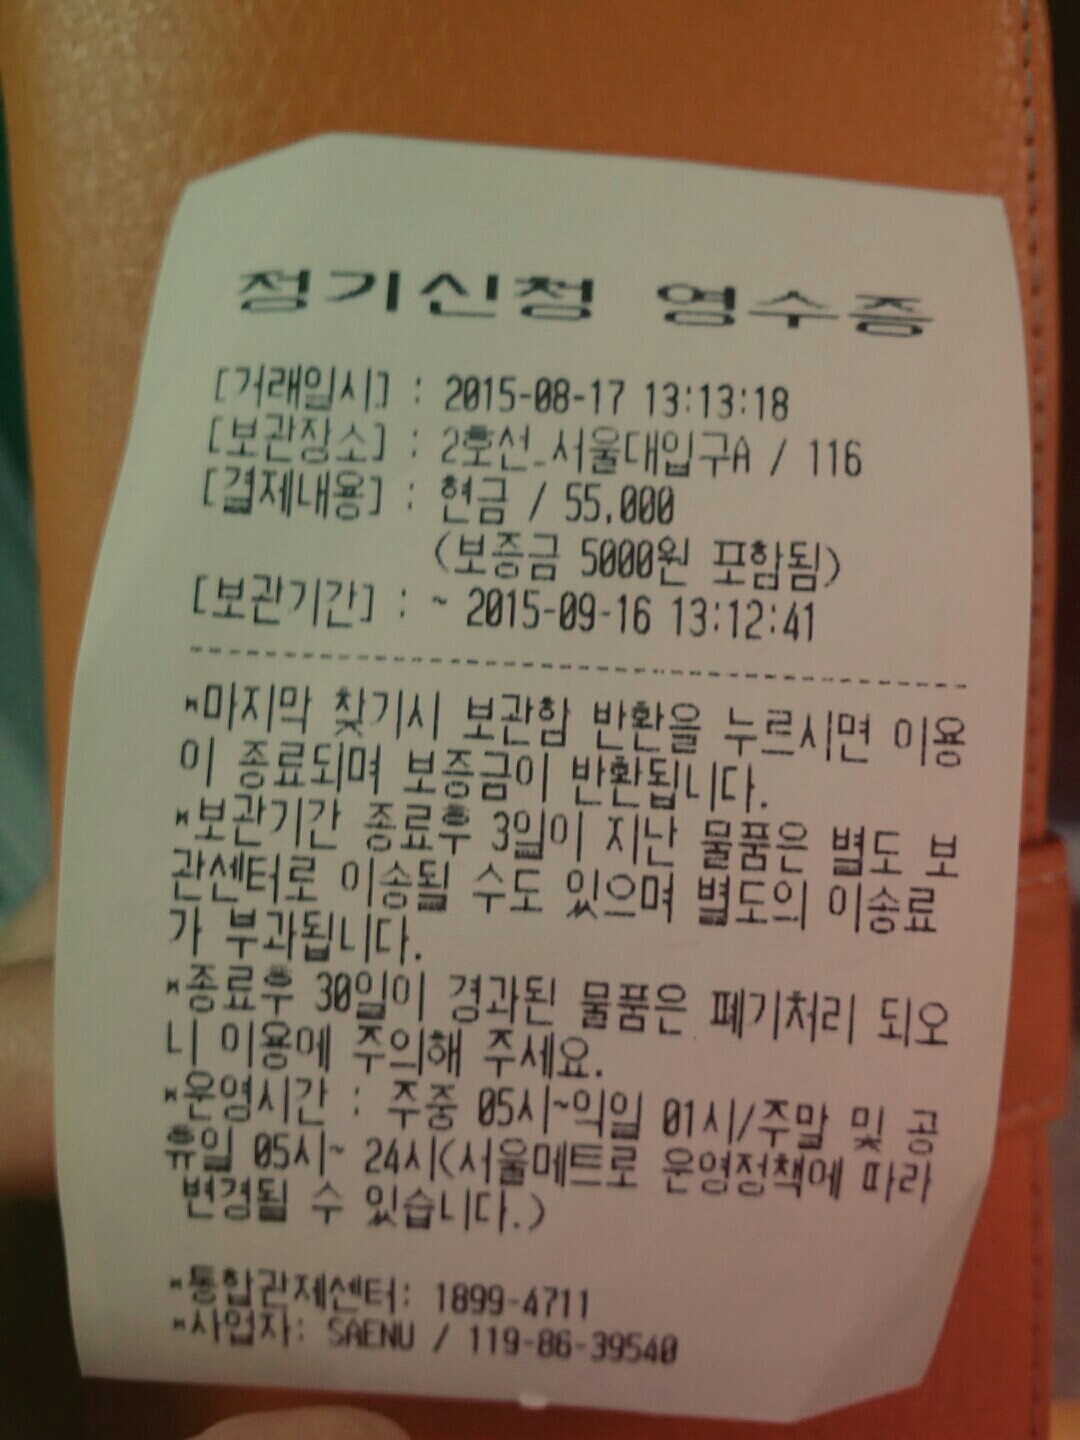 정기신청 영수증
[거래일시] : 2015-08-17 13:13:18
[보관장소] : 2호선_서울대입구A / 116
[결제내용] : 현금 / 55,000
(보증금 5000원 포함됨)
[보관기간] : ~ 2015-09-16 13:12:41
*마지막 찾기시 보관함 반환을 누르시면 이용
이 종료되며 보증금이 반환됩니다.
*보관기간 종료후 3일이 지난 물품은 별도 보
관센터로 이송될 수도 있으며 별도의 이송료
가 부과됩니다.
*종료후 30일이 경과된 물품은 폐기처리 되오
니 이용에 주의해 주세요.
*운영시간 : 주중 05시~익일 01시/주말 및 공
휴일 05시~ 24시(서울메트로 운영정책에 따라
변경될 수 있습니다.)
*통합관제센터: 1899-4711
*사업자: SAENU / 119-86-39540